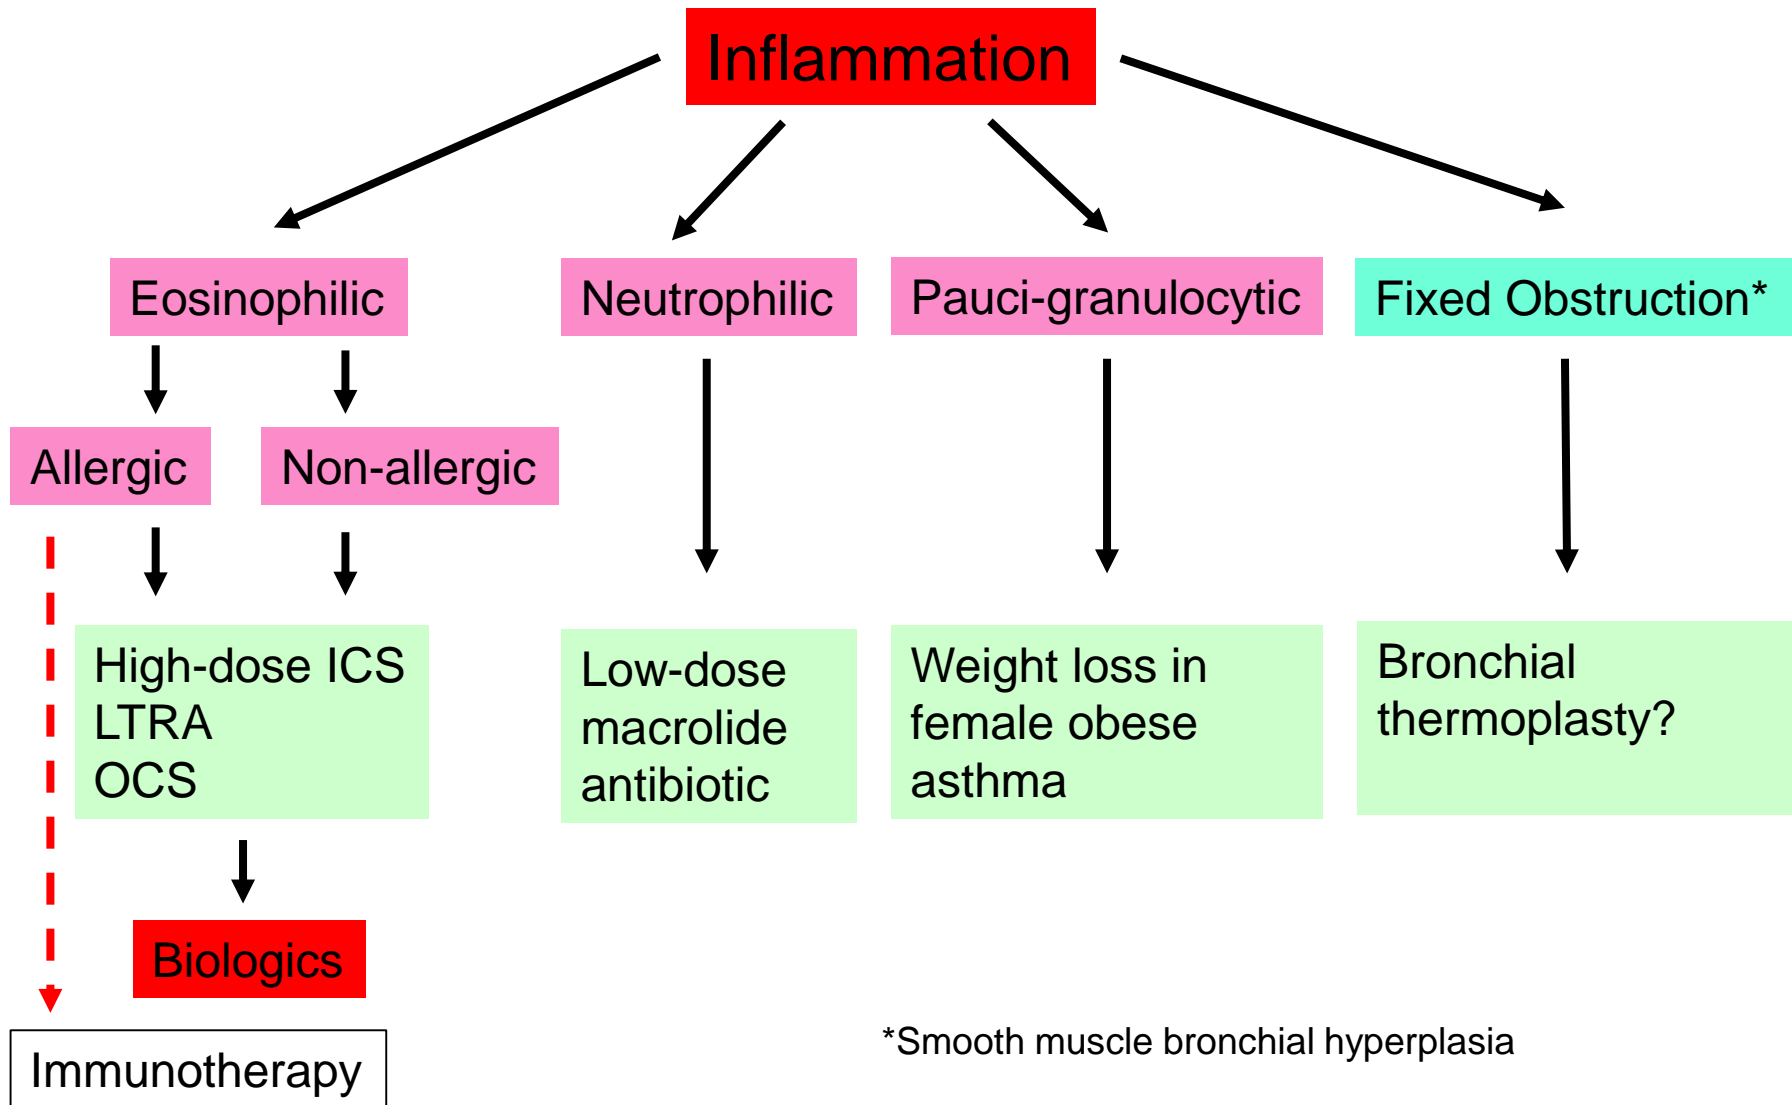 Inflammation
Eosinophilic
Neutrophilic
Pauci-granulocytic
Fixed Obstruction*
Allergic
Non-allergic
High-dose ICS
LTRA
OCS
Low-dose
macrolide
antibiotic
Weight loss in
female obese
asthma
Bronchial
thermoplasty?
Biologics
Immunotherapy
*Smooth muscle bronchial hyperplasia